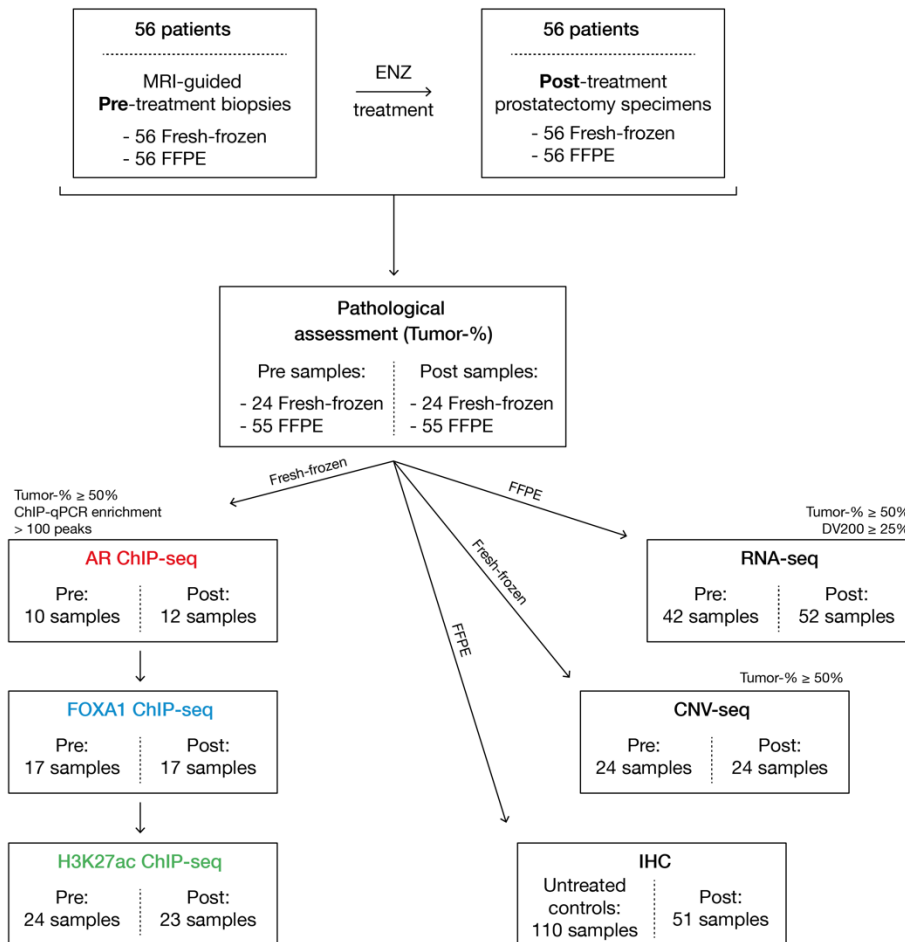 56 patients
MRI-guided
Pre-treatment biopsies
- 56 Fresh-frozen
- 56 FFPE
ENZ
treatment
56 patients
Post-treatment
prostatectomy specimens
- 56 Fresh-frozen
- 56 FFPE
Pathological
assessment (Tumor-%)
Pre samples:
- 24 Fresh-frozen
- 55 FFPE
Post samples:
- 24 Fresh-frozen
- 55 FFPE
Fresh-frozen
FFPE
Fresh-frozen
FFPE
Tumor-% ≥ 50%
ChIP-qPCR enrichment
> 100 peaks
AR ChIP-seq
Pre:
10 samples
Post:
12 samples
FOXA1 ChIP-seq
Pre:
17 samples
Post:
17 samples
H3K27ac ChIP-seq
Pre:
24 samples
Post:
23 samples
Tumor-% ≥ 50%
DV200 ≥ 25%
RNA-seq
Pre:
42 samples
Post:
52 samples
Tumor-% ≥ 50%
CNV-seq
Pre:
24 samples
Post:
24 samples
IHC
Untreated
controls:
110 samples
Post:
51 samples